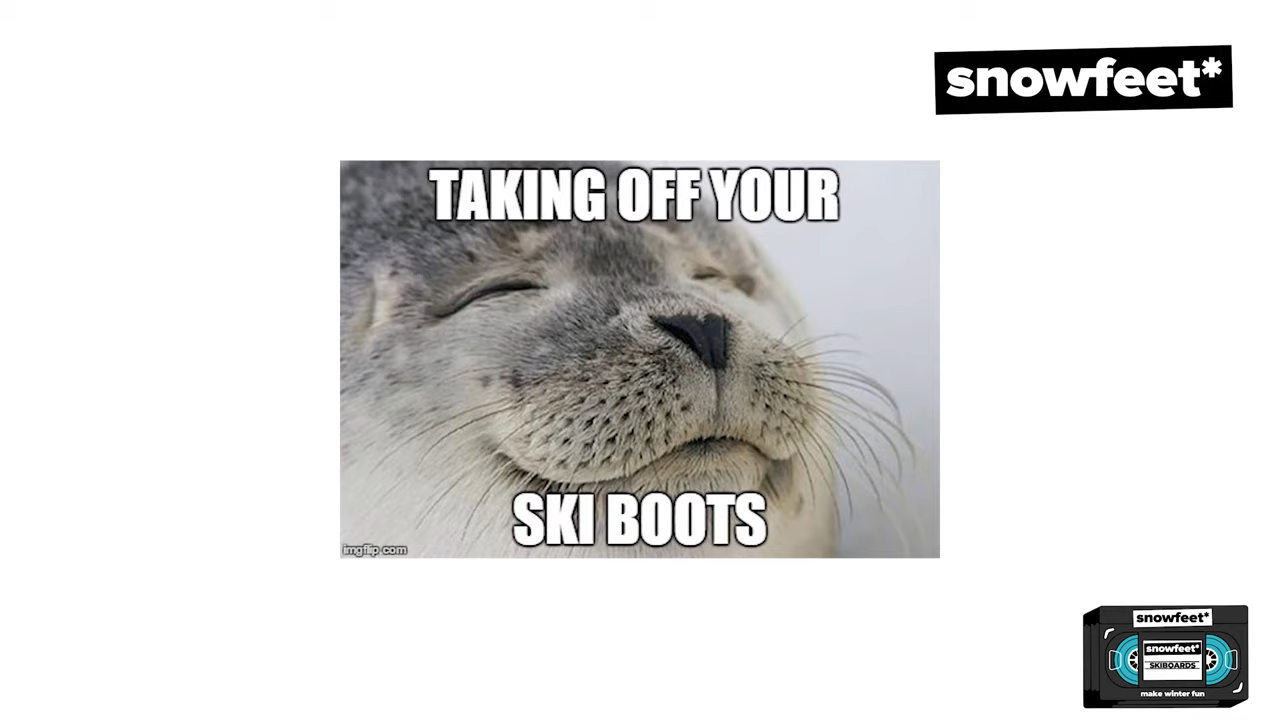 snowfeet*
TAKING OFF YOUR
SKI BOOTS
imgflip.com
snowfeet*
snowfeet*
SKIBOARDS
make winter fun